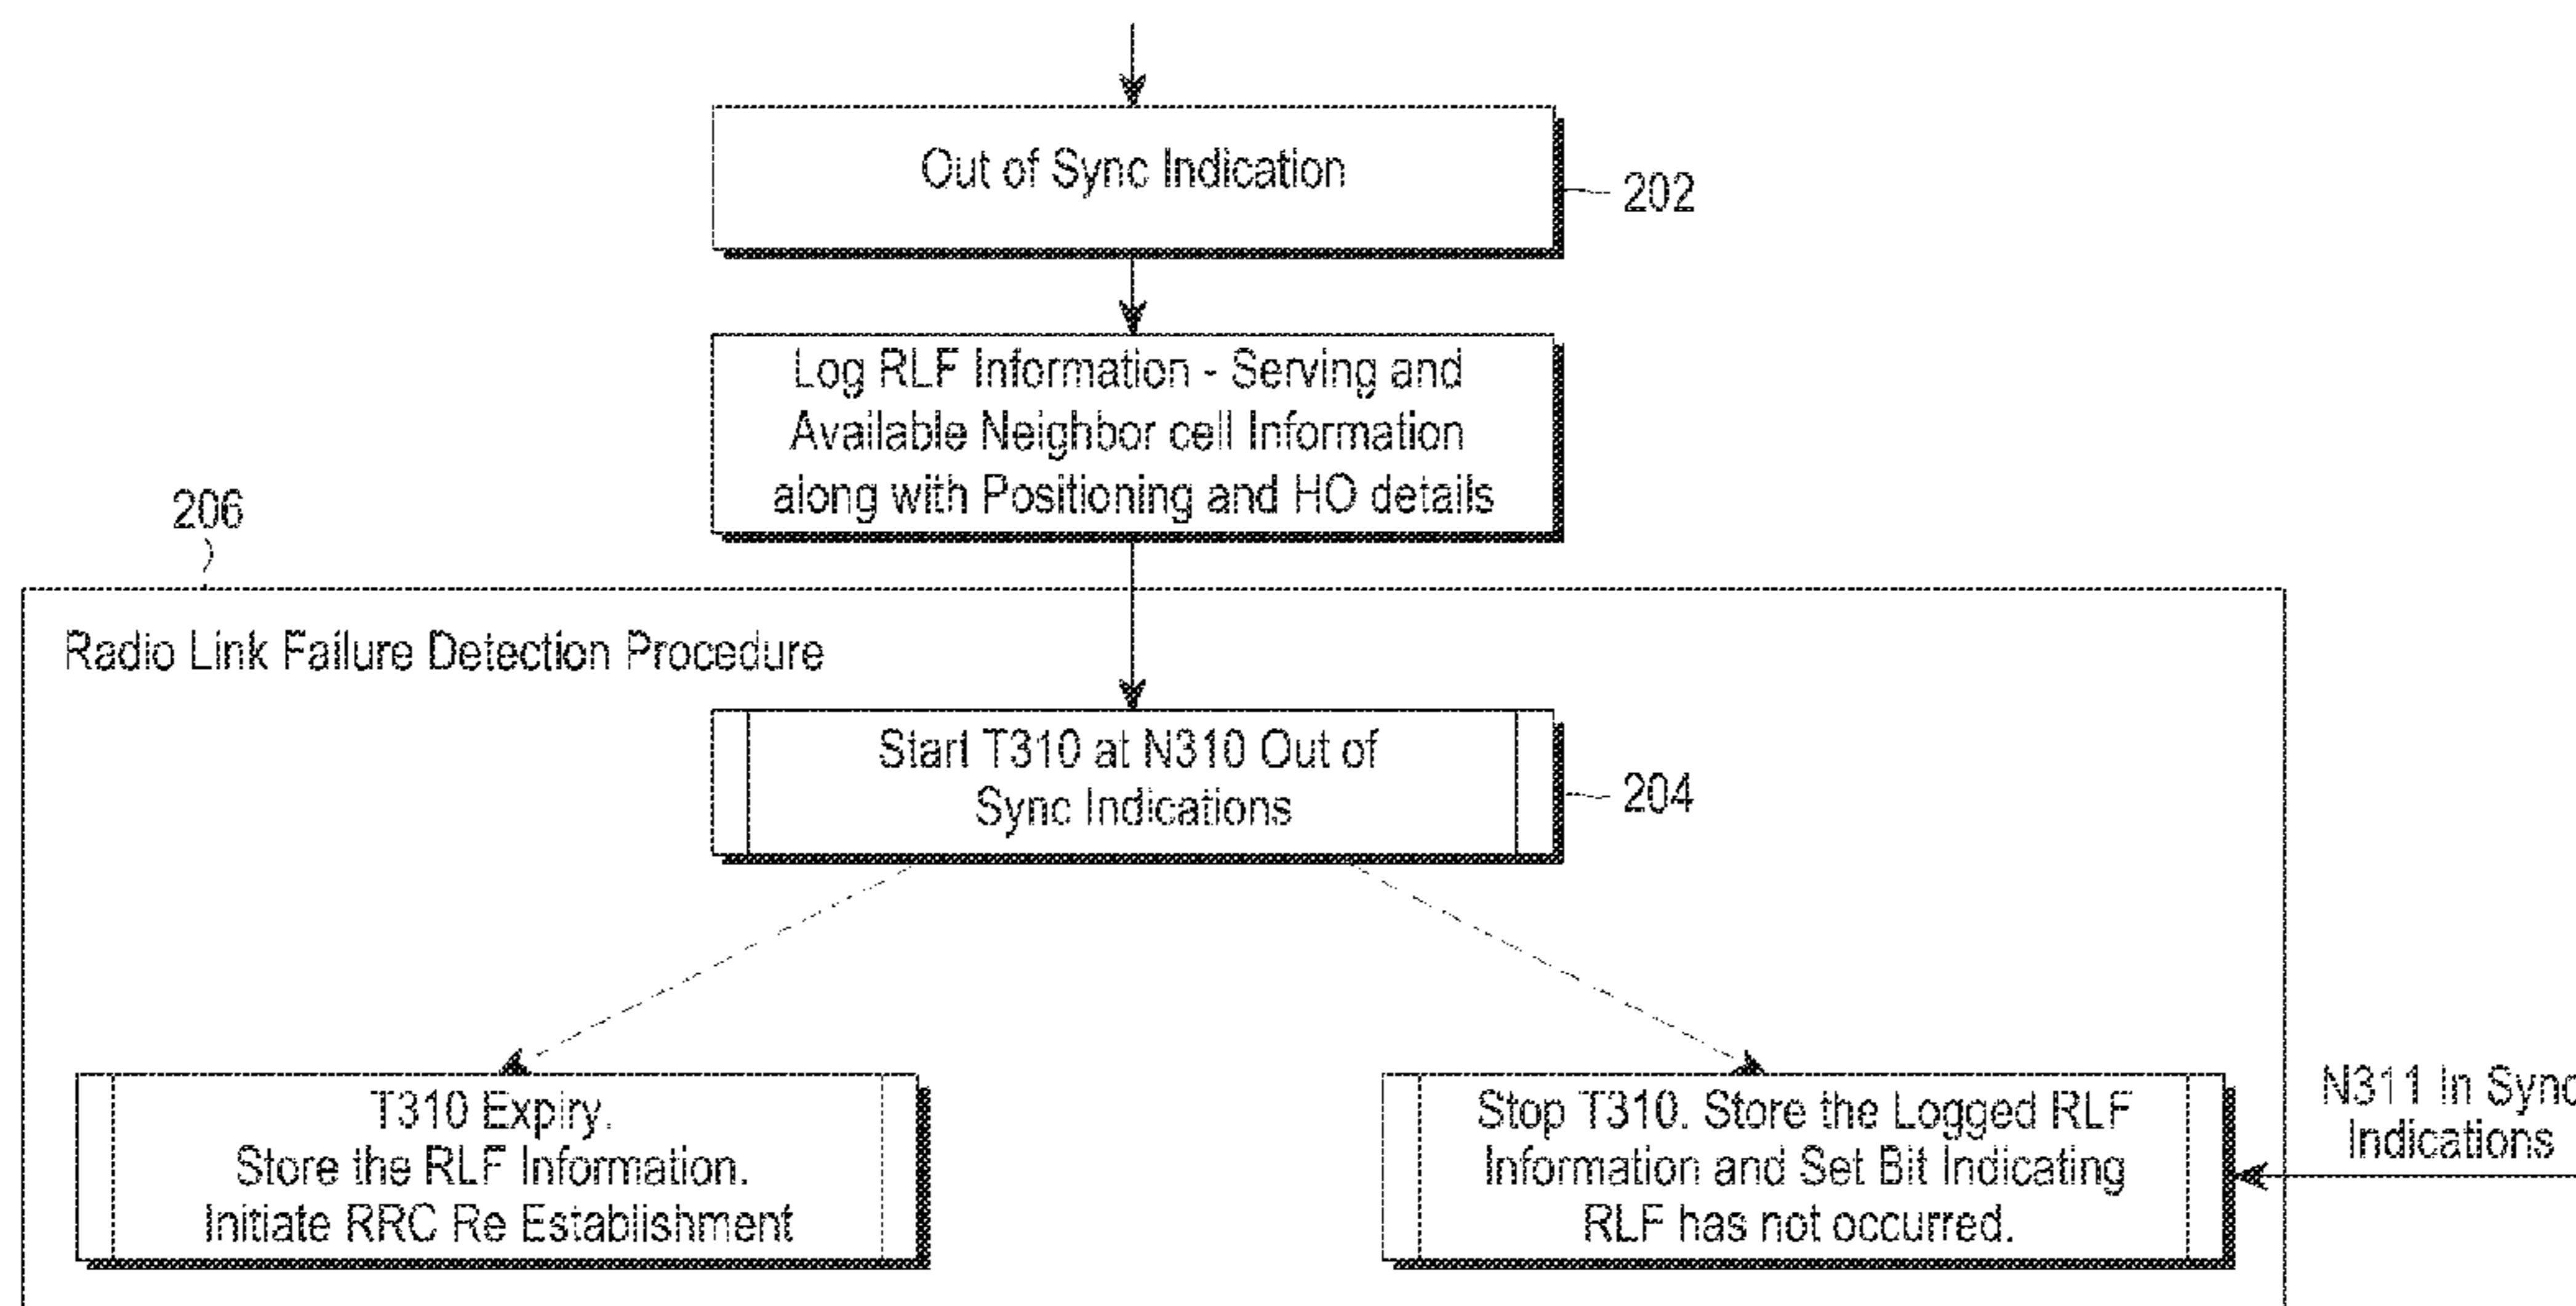 Out of Sync Indication
202
Log RLF Information - Serving and
Available Neighbor cell Information
along with Positioning and HO details
206
Radio Link Failure Detection Procedure
Start T310 at N310 Out of
Sync Indications
204
T310 Expiry.
Store the RLF Information.
Initiate RRC Re Establishment
Stop T310. Store the Logged RLF
Information and Set Bit Indicating
RLF has not occurred.
N311 In Sync
Indications